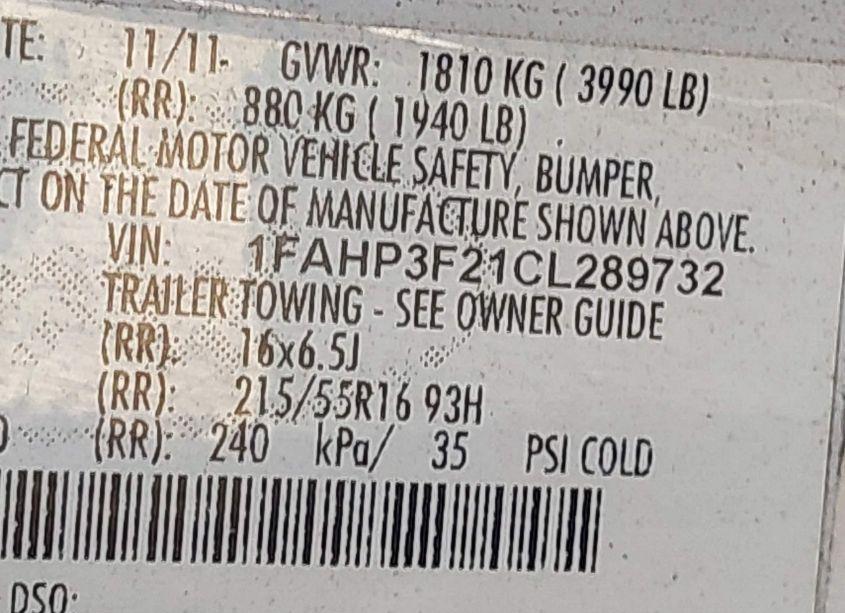 TE: 11/11 GVWR: 1810 KG ( 3990 LB)
(RR): 880 KG ( 1940 LB)
FEDERAL MOTOR VEHICLE SAFETY, BUMPER,
CT ON THE DATE OF MANUFACTURE SHOWN ABOVE.
VIN: 1FAHP3F21CL289732
TRAILER TOWING - SEE OWNER GUIDE
(RR): 16x6.5J
(RR): 215/55R16 93H
(RR): 240 kPa/ 35 PSI COLD
DSO: